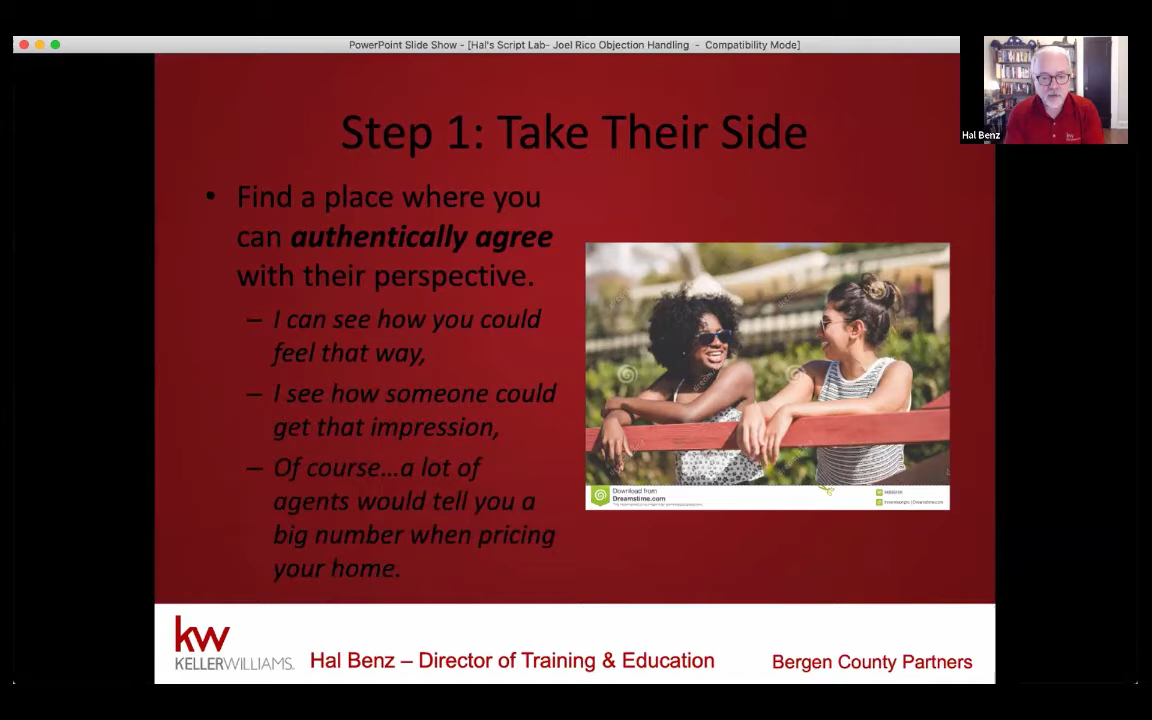 PowerPoint Slide Show - [Hal's Script Lab- Joel Rico Objection Handling - Compatibility Mode]
Hal Benz
kw
Step 1: Take Their Side
• Find a place where you
can authentically agree
with their perspective.
– I can see how you could
feel that way,
– I see how someone could
get that impression,
– Of course...a lot of
agents would tell you a
big number when pricing
your home.
Download from
Dreamstime.com
kw
KELLERWILLIAMS.
Hal Benz – Director of Training & Education
Bergen County Partners